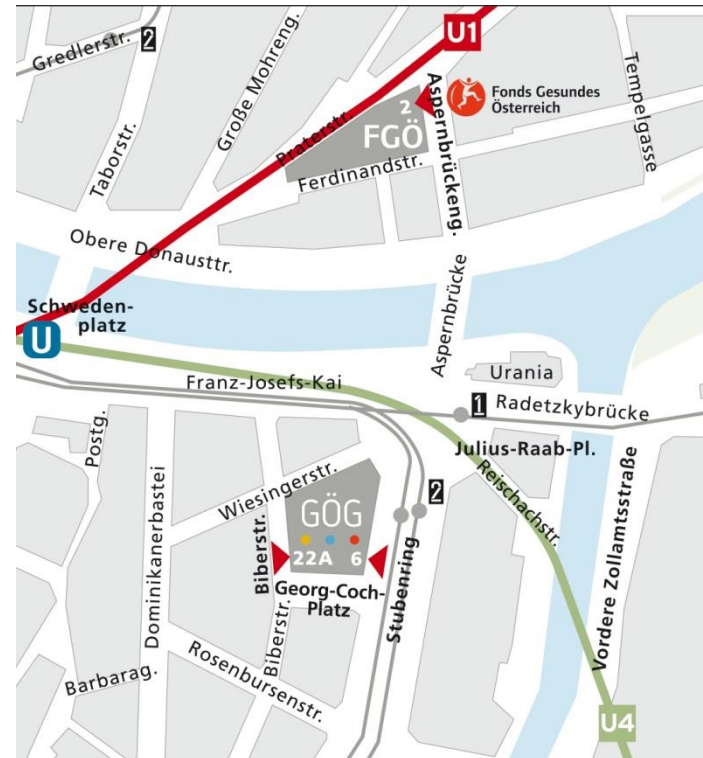 U1
Gredlerstr.
2
Große Mohreng.
Taborstr.
Tempelgasse
Fonds Gesundes
Österreich
2
FGÖ
Praterstr.
Aspernbrückeng.
Ferdinandstr.
Obere Donausttr.
Schweden-
platz
U
Aspernbrücke
Urania
Franz-Josefs-Kai
1
Radetzkybrücke
Postg.
Julius-Raab-Pl.
Reischachstr.
2
Wiesingerstr.
Dominikanerbastei
GÖG
22A
6
Biberstr.
Georg-Coch-
Platz
Stubenring
Vordere Zollamtsstraße
Biberstr.
Rosenbursenstr.
Barbarag.
U4